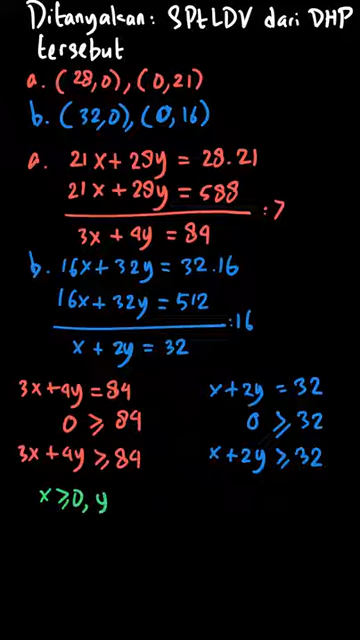 Ditanyakan: SPtLDV dari DHP
tersebut
a. (28,0), (0,21)
b. (32,0), (0,16)
a. 21x + 28y = 28.21
21x + 28y = 588
:7
3x + 4y = 84
b. 16x + 32y = 32.16
16x + 32y = 512
:16
x + 2y = 32
3x + 4y = 84
0 ≥ 84
3x + 4y ≥ 84
x + 2y = 32
0 ≥ 32
x + 2y ≥ 32
x ≥ 0, y